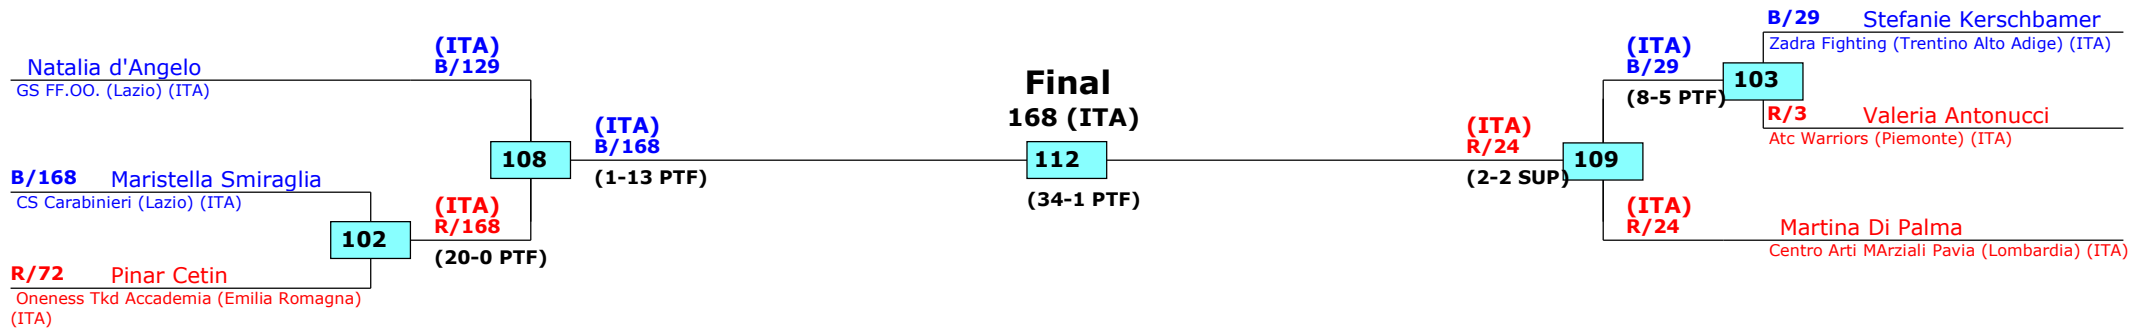 Natalia d'Angelo
GS FF.OO. (Lazio) (ITA)
(ITA)
B/129
B/168 Maristella Smiraglia
CS Carabinieri (Lazio) (ITA)
102
R/72 Pinar Cetin
Oneness Tkd Accademia (Emilia Romagna)
(ITA)
(ITA)
R/168
(20-0 PTF)
108
(ITA)
B/168
(1-13 PTF)
Final
168 (ITA)
112
(34-1 PTF)
(ITA)
R/24
(2-2 SUP)
109
(ITA)
B/29
(8-5 PTF)
103
B/29 Stefanie Kerschbamer
Zadra Fighting (Trentino Alto Adige) (ITA)
R/3 Valeria Antonucci
Atc Warriors (Piemonte) (ITA)
(ITA)
R/24
Martina Di Palma
Centro Arti MArziali Pavia (Lombardia) (ITA)